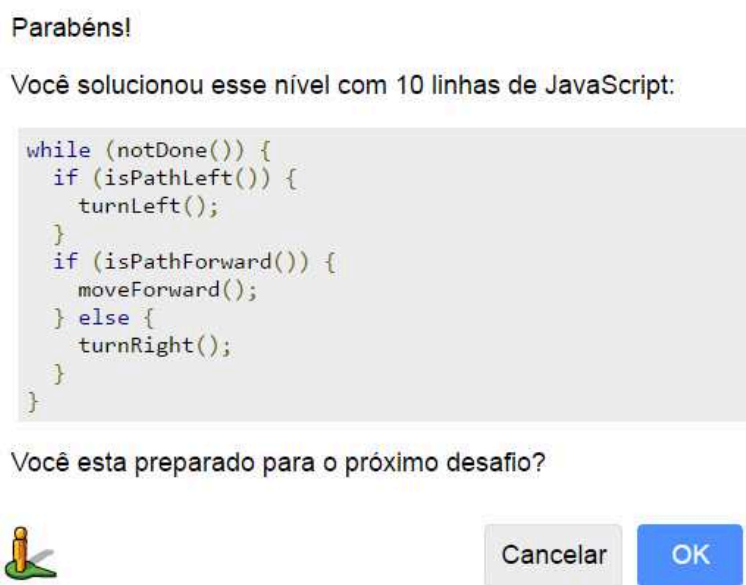 Parabéns!
Você solucionou esse nível com 10 linhas de JavaScript:
while (notDone()) {
  if (isPathLeft()) {
    turnLeft();
  }
  if (isPathForward()) {
    moveForward();
  } else {
    turnRight();
  }
}
Você esta preparado para o próximo desafio?
Cancelar
OK